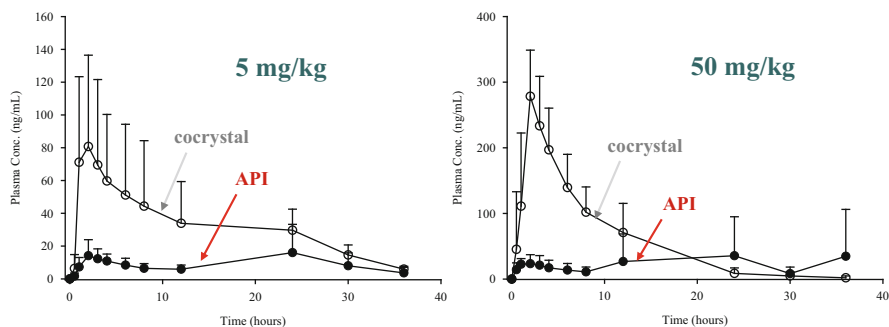 5 mg/kg
Plasma Conc. (ng/mL)
160
140
120
100
80
60
40
20
0
cocrystal
API
0
10
20
30
40
Time (hours)
50 mg/kg
Plasma Conc. (ng/mL)
400
300
200
100
0
cocrystal
API
0
10
20
30
40
Time (hours)